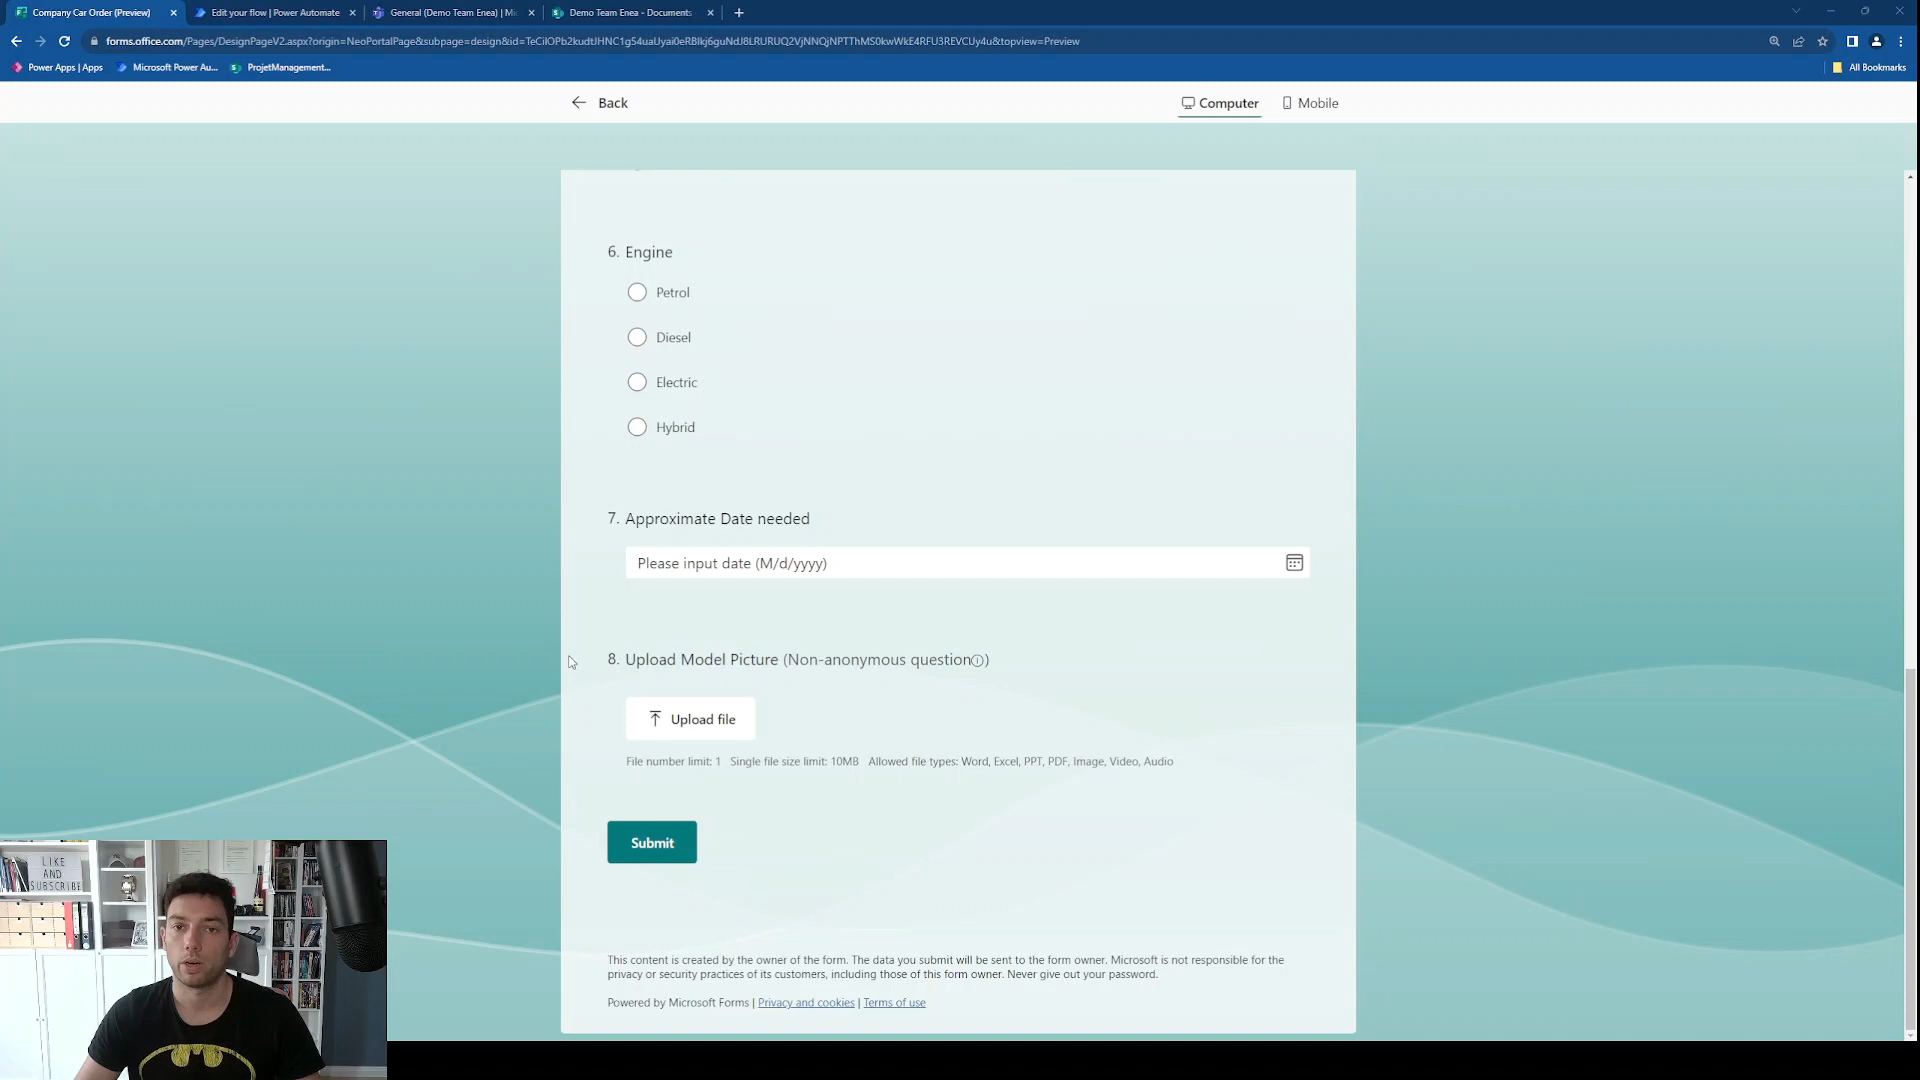 Company Car Order (Preview)
Edit your flow | Power Automate
General (Demo Team Enea) | Mi
Demo Team Enea - Documents
Power Apps | Apps
Microsoft Power Au...
ProjetManagement...
All Bookmarks
Back
Computer
Mobile
6. Engine
Petrol
Diesel
Electric
Hybrid
7. Approximate Date needed
Please input date (M/d/yyyy)
8. Upload Model Picture (Non-anonymous question)
Upload file
File number limit: 1 Single file size limit: 10MB Allowed file types: Word, Excel, PPT, PDF, Image, Video, Audio
Submit
This content is created by the owner of the form. The data you submit will be sent to the form owner. Microsoft is not responsible for the
privacy or security practices of its customers, including those of this form owner. Never give out your password.
Powered by Microsoft Forms | Privacy and cookies | Terms of use
LIKE
AND
SUBSCRIBE